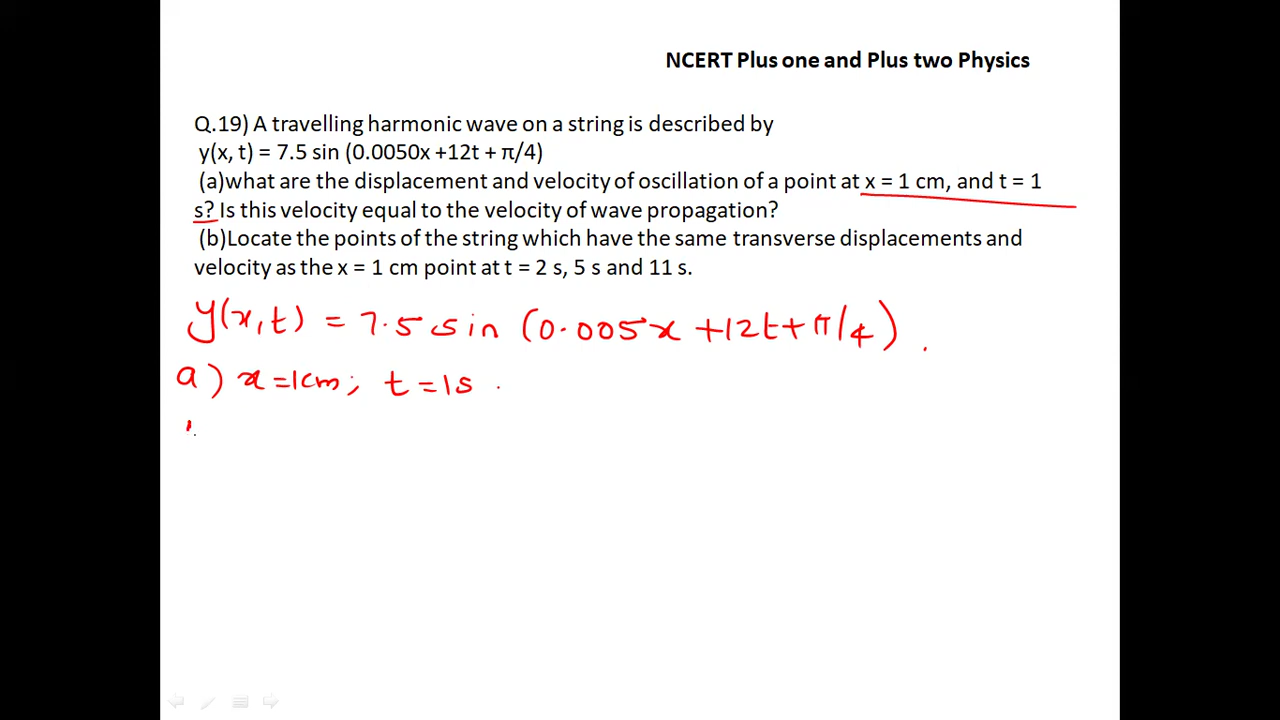 NCERT Plus one and Plus two Physics
Q.19) A travelling harmonic wave on a string is described by
y(x, t) = 7.5 sin (0.0050x +12t + π/4)
(a)what are the displacement and velocity of oscillation of a point at x = 1 cm, and t = 1
s? Is this velocity equal to the velocity of wave propagation?
(b)Locate the points of the string which have the same transverse displacements and
velocity as the x = 1 cm point at t = 2 s, 5 s and 11 s.
y(x,t) = 7.5 sin (0.005x +12t+π/4).
a) x=1cm; t=1s.